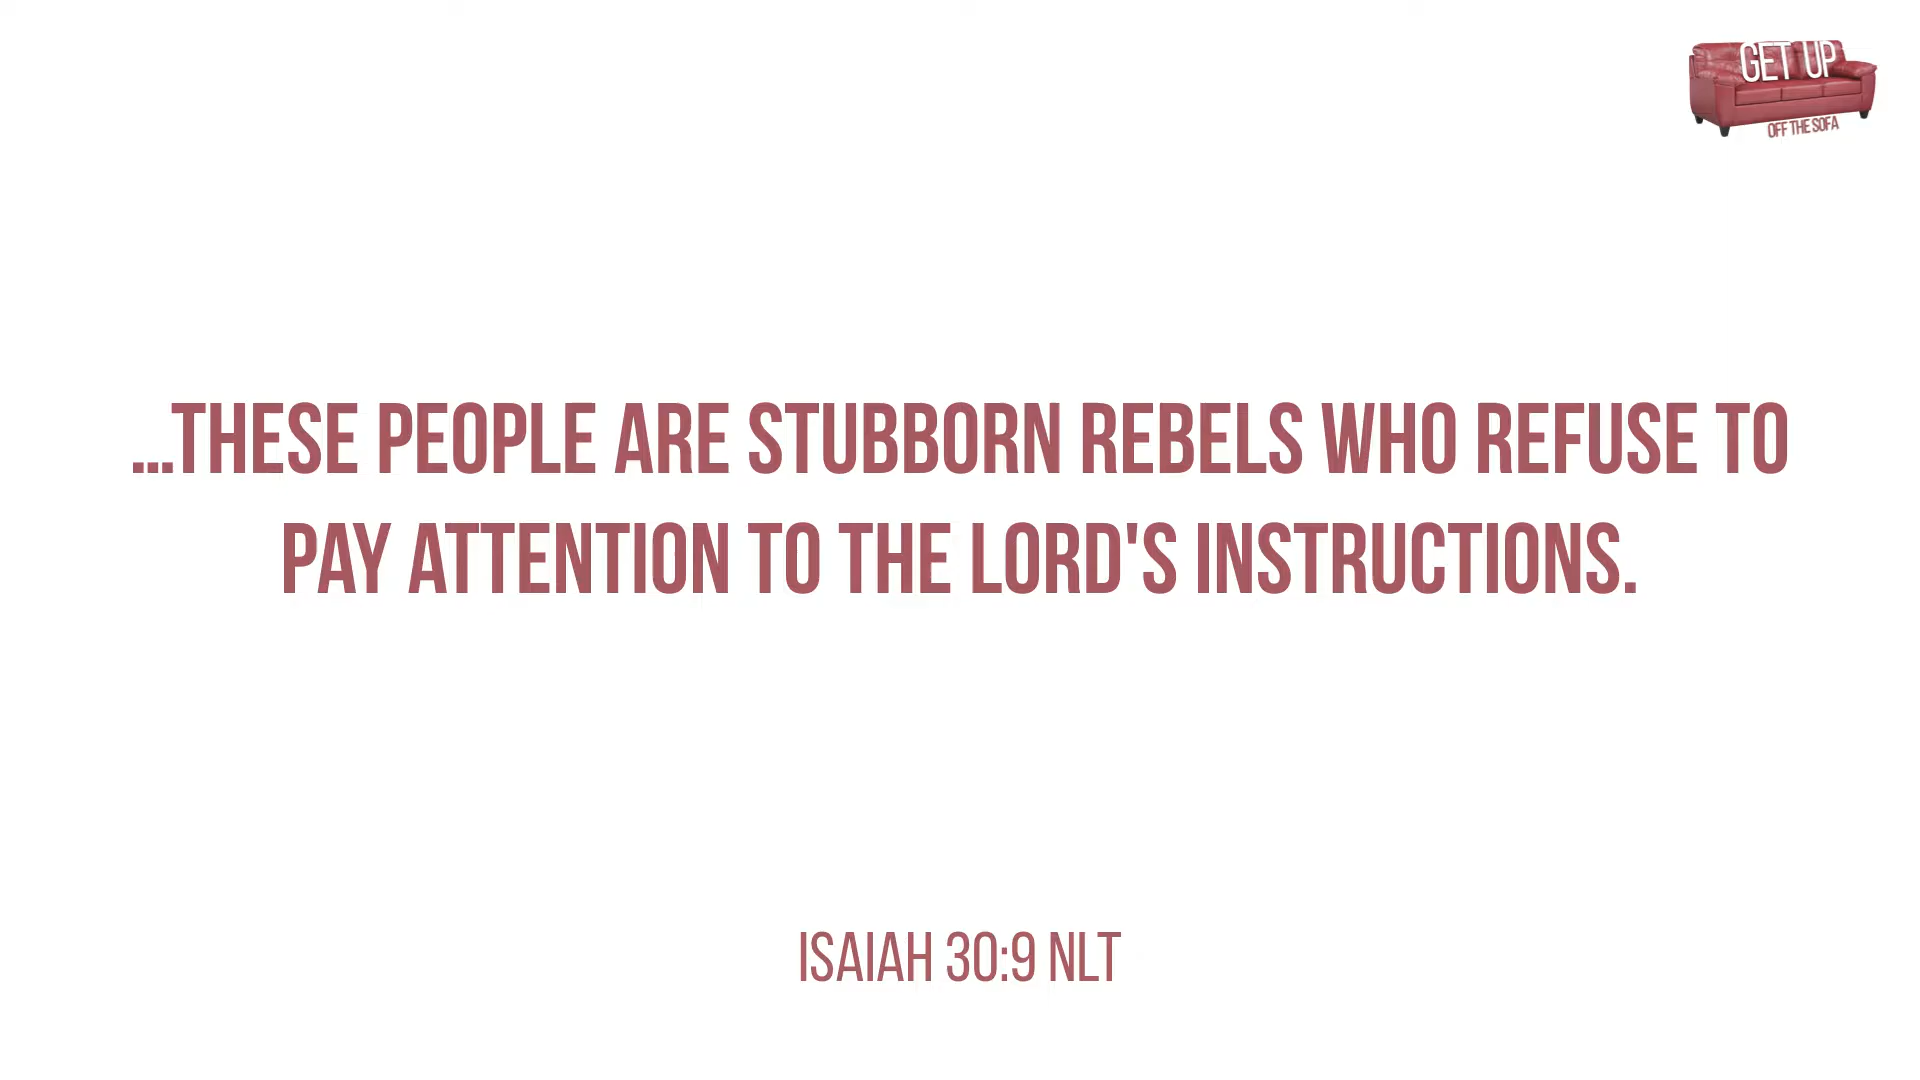 GET UP
OFF THE SOFA
...THESE PEOPLE ARE STUBBORN REBELS WHO REFUSE TO
PAY ATTENTION TO THE LORD'S INSTRUCTIONS.
ISAIAH 30:9 NLT